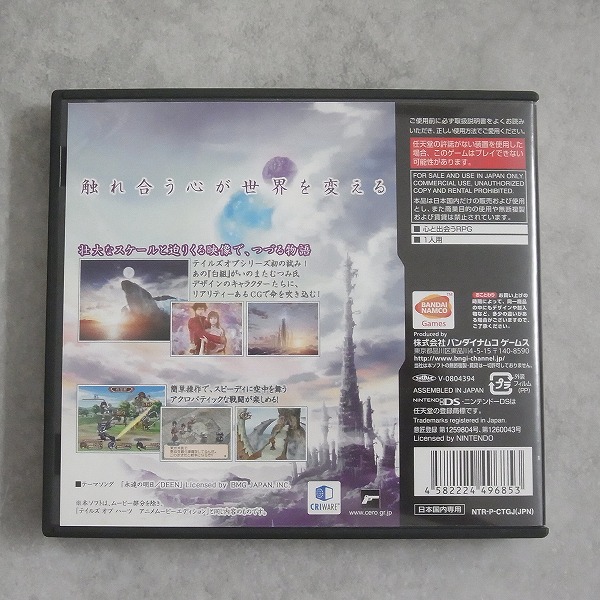 触れ合う心が世界を変える
壮大なスケールと迫りくる映像で、つづる物語
テイルズ オブ シリーズ初の試み!
あの『白組』がいのまたむつみ氏
デザインのキャラクターたちに、
リアリティーあるCGで命を吹き込む!
簡単操作で、スピーディに空中を舞う
アクロバティックな戦闘が楽しめる!
■テーマソング 「永遠の明日/DEEN」Licensed by BMG JAPAN, INC.
※本ソフトは、ムービー部分を除き
『テイルズ オブ ハーツ アニメムービーエディション』と同じ内容のものです。
CRIWARE
www.cero.gr.jp
ご使用前に必ず取扱説明書をよくお読み
いただき、正しい使用方法でご愛用ください。
任天堂の許諾がない装置を使用した
場合、このゲームはプレイできない
可能性があります。
FOR SALE AND USE IN JAPAN ONLY.
COMMERCIAL USE, UNAUTHORIZED
COPY AND RENTAL PROHIBITED.
本品は日本国内だけの販売および使用
とし、また商業目的の使用や無断複製
および賃貸は禁止されています。
■心と出会うRPG
■1人用
BANDAI
NAMCO
Games
Produced by
株式会社 バンダイナムコ ゲームス
東京都品川区東品川4-5-15 〒140-8590
http://www.bngi-channel.jp/
V-0804394
ASSEMBLED IN JAPAN
プラ
外装
フィルム
(PP)
NINTENDO DS・ニンテンドーDSは
任天堂の登録商標です。
Trademarks registered in Japan.
意匠登録 第1259804号、第1260043号
Licensed by NINTENDO
4 582224 496853
日本国内専用
NTR-P-CTGJ(JPN)